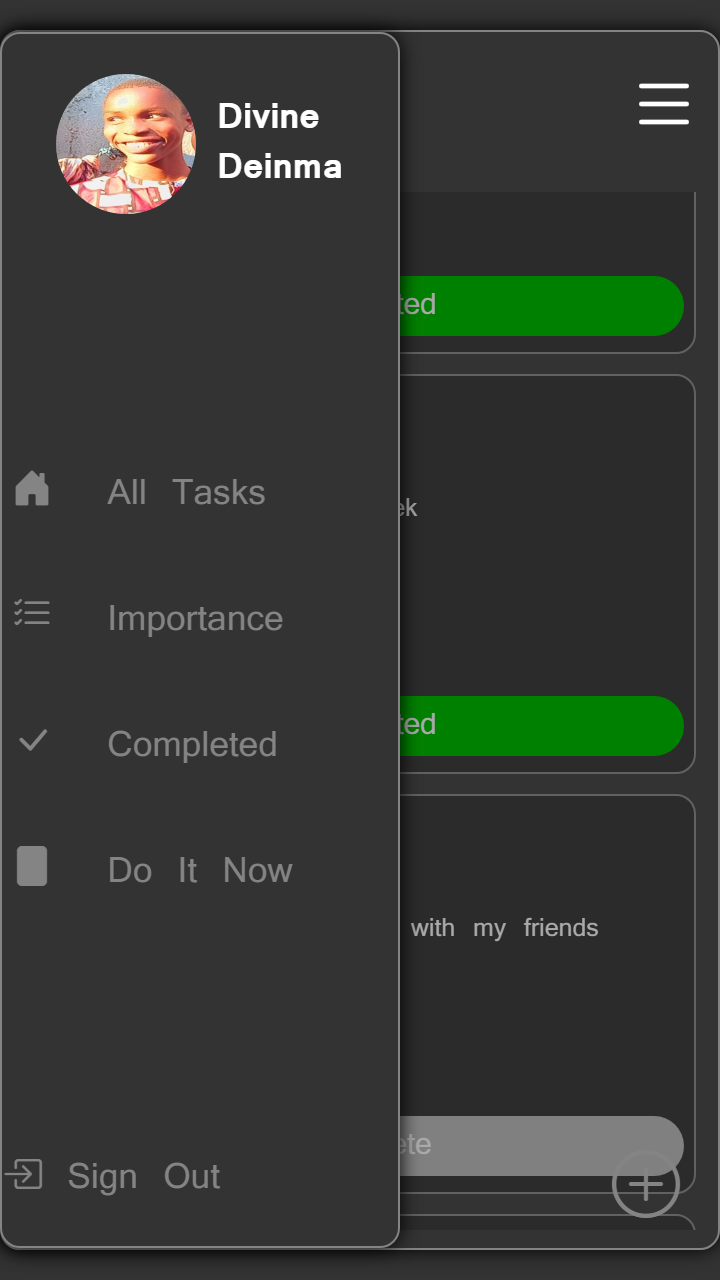 Divine
Deinma
ted
All Tasks
ek
Importance
ted
Completed
Do It Now
with my friends
ete
Sign Out